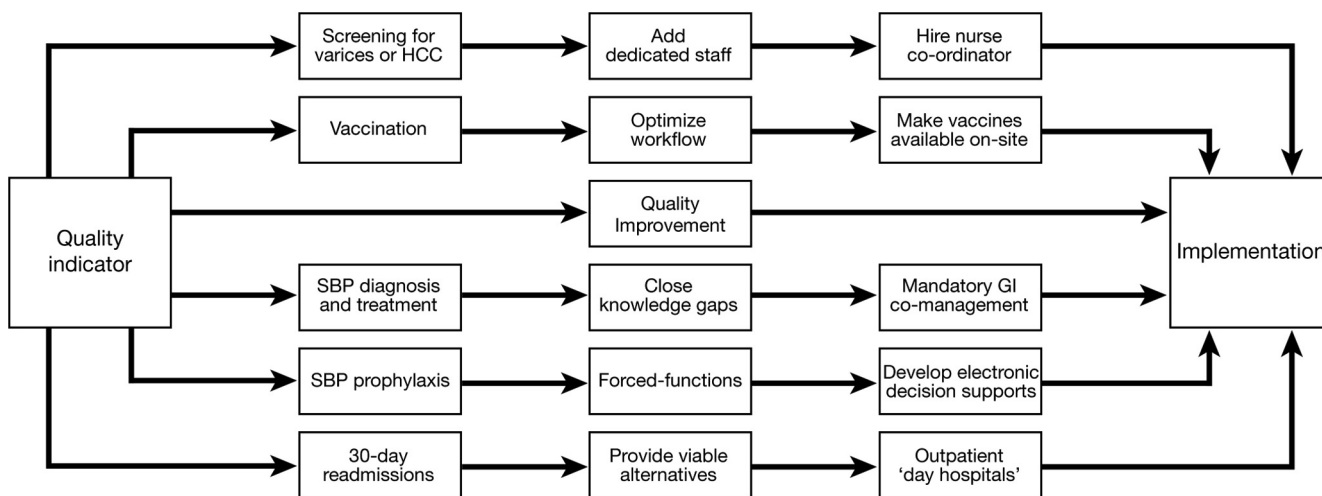 Screening for
varices or HCC
Add
dedicated staff
Hire nurse
co-ordinator
Vaccination
Optimize
workflow
Make vaccines
available on-site
Quality
indicator
Quality
Improvement
Implementation
SBP diagnosis
and treatment
Close
knowledge gaps
Mandatory GI
co-management
SBP prophylaxis
Forced-functions
Develop electronic
decision supports
30-day
readmissions
Provide viable
alternatives
Outpatient
‘day hospitals’